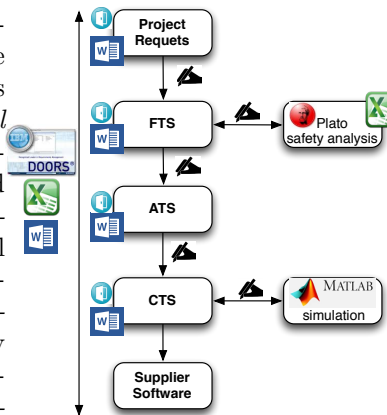 Project
Requets
FTS
Plato
safety analysis
DOORS
ATS
CTS
MATLAB
simulation
Supplier
Software